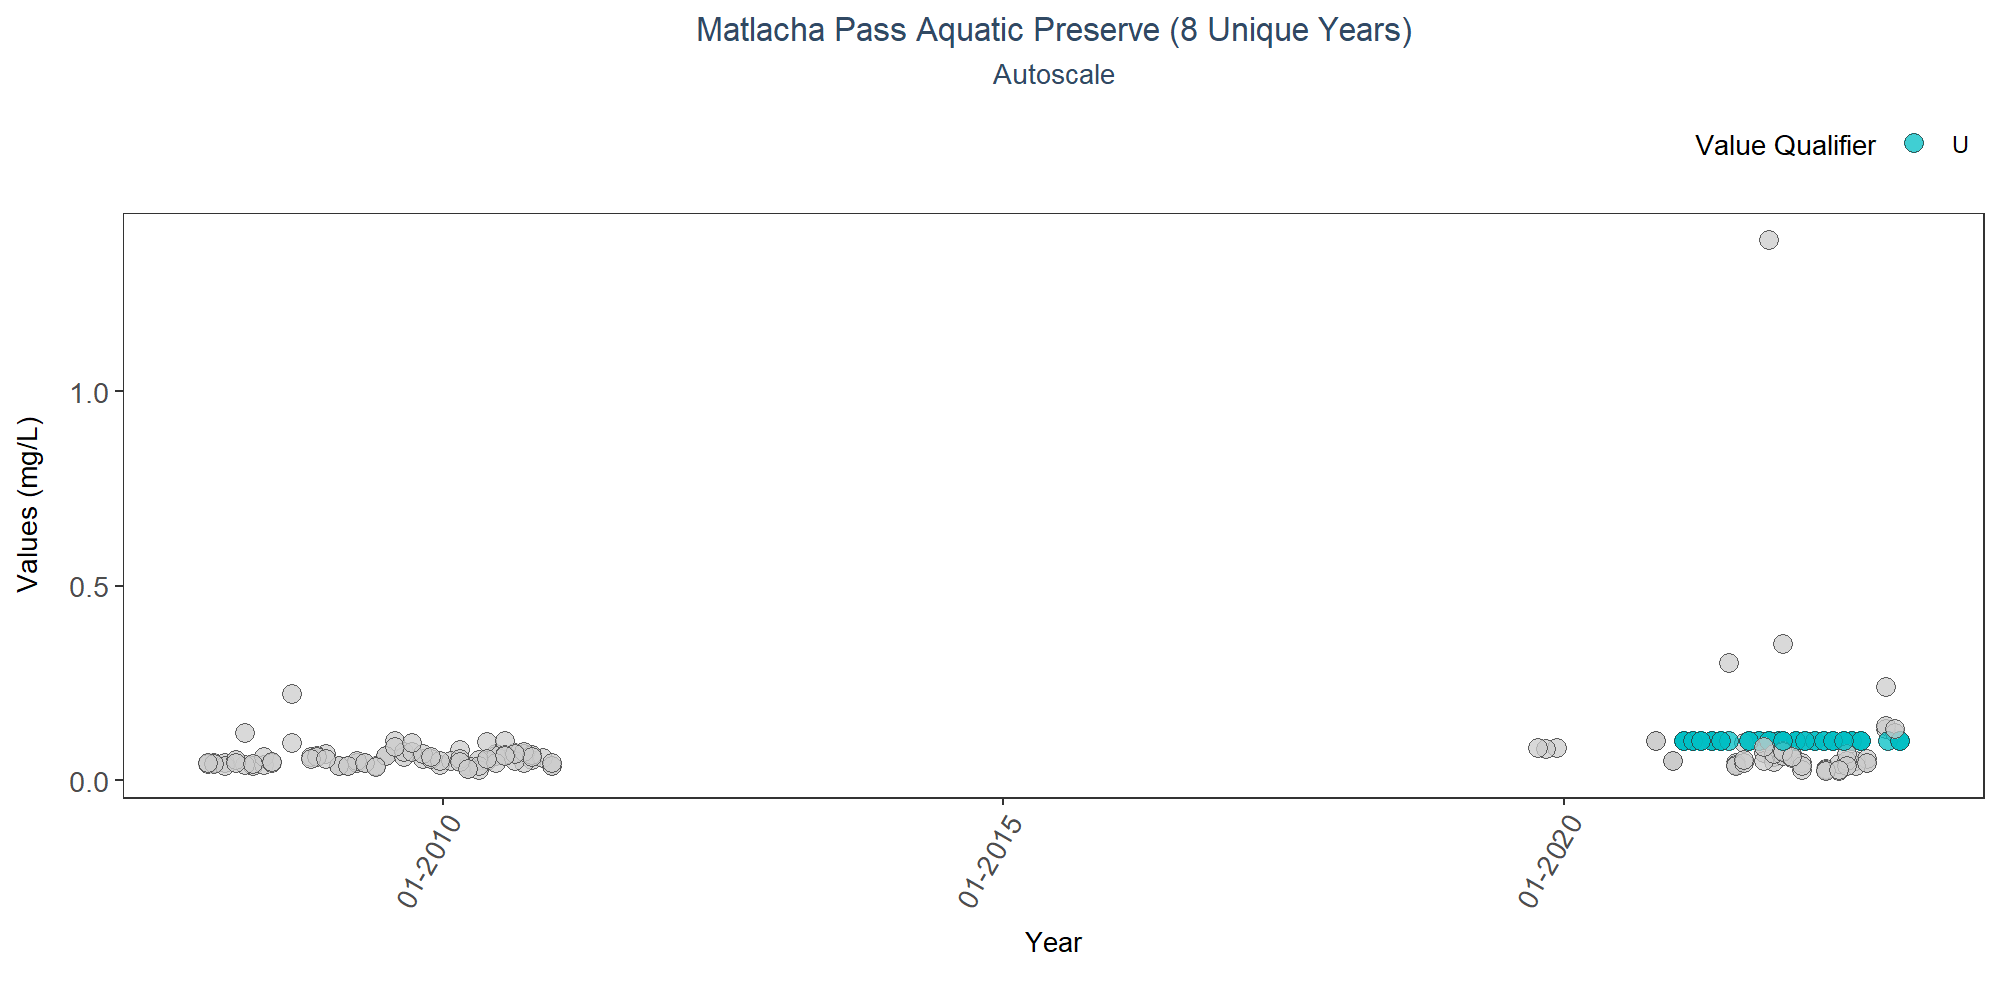 Matlacha Pass Aquatic Preserve (8 Unique Years)
Autoscale
Value Qualifier U
Values (mg/L)
1.0
0.5
0.0
01-2010 01-2015 01-2020
Year